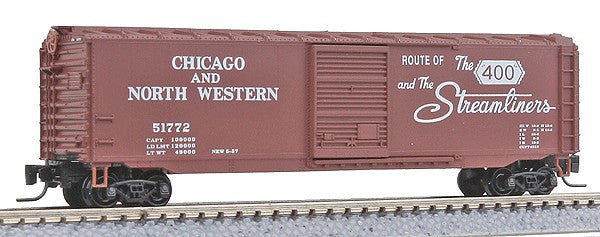 CHICAGO
AND
NORTH WESTERN
51772
CAPY 100000
LD LMT 120000
LT WT 49000 NEW 5-57
ROUTE OF The 400
and The
Streamliners